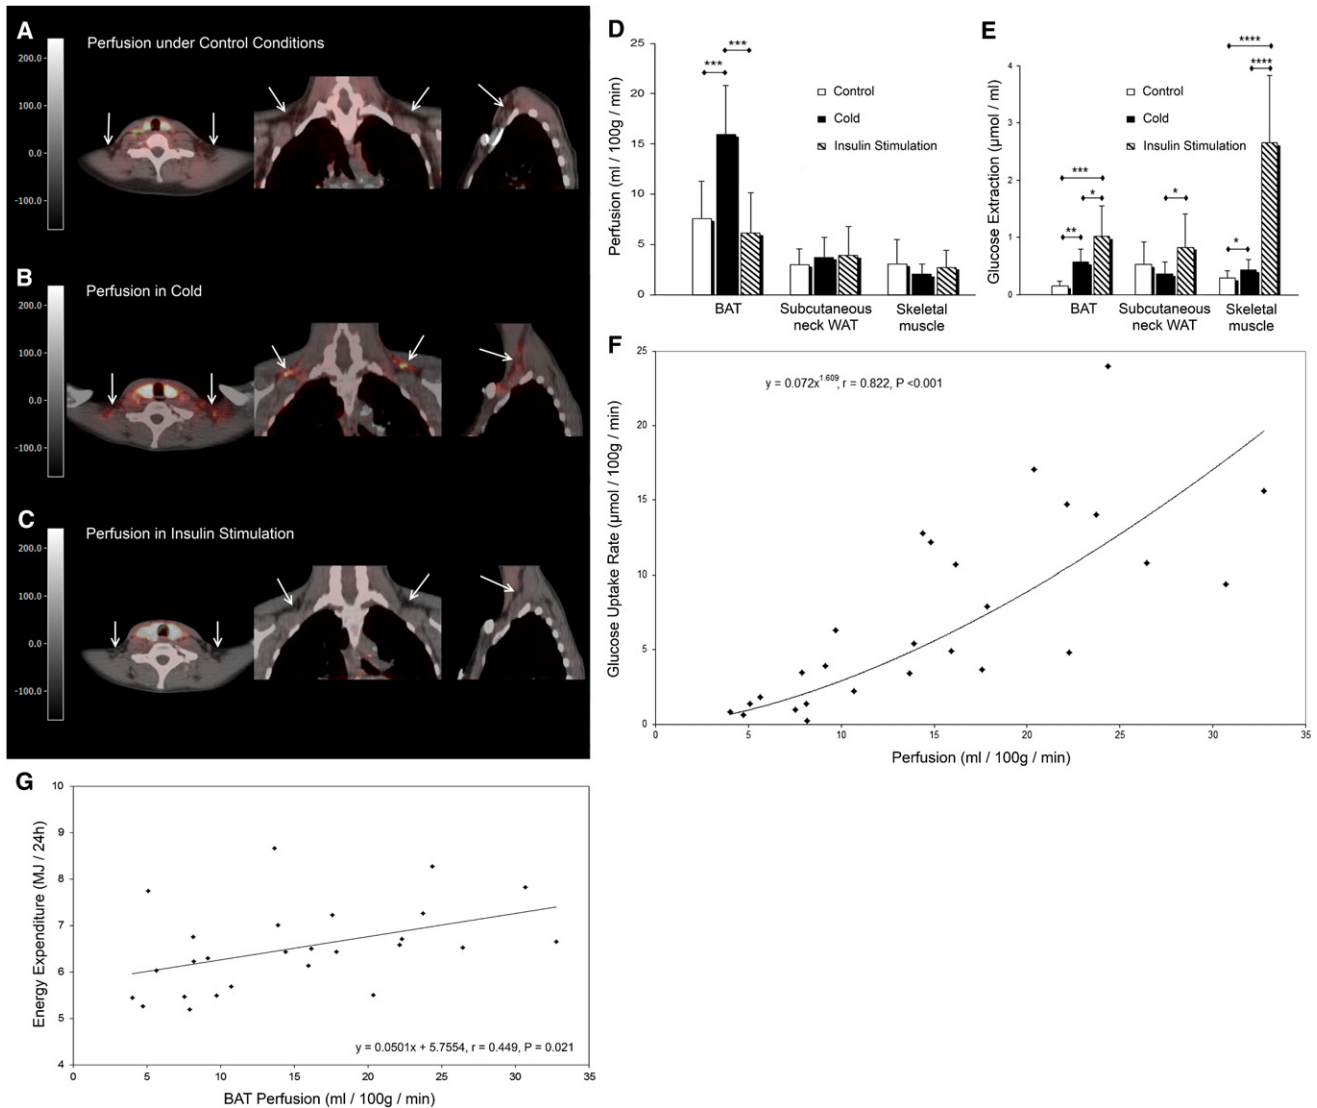 A
Perfusion under Control Conditions
200.0-
100.0-
0.0-
-100.0-
B
Perfusion in Cold
200.0-
100.0-
0.0-
-100.0-
C
Perfusion in Insulin Stimulation
200.0-
100.0-
0.0-
-100.0-
D
Perfusion (ml / 100g / min)
25
20
15
10
5
0
***
***
Control
Cold
Insulin Stimulation
BAT
Subcutaneous
neck WAT
Skeletal
muscle
E
Glucose Extraction (µmol / ml)
4
3
2
1
0
****
****
***
*
**
*
*
Control
Cold
Insulin Stimulation
BAT
Subcutaneous
neck WAT
Skeletal
muscle
F
Glucose Uptake Rate (µmol / 100g / min)
25
20
15
10
5
0
y = 0.072x^1.609, r = 0.822, P <0.001
0 5 10 15 20 25 30 35
Perfusion (ml / 100g / min)
G
Energy Expenditure (MJ / 24h)
10
9
8
7
6
5
4
y = 0.0501x + 5.7554, r = 0.449, P = 0.021
0 5 10 15 20 25 30 35
BAT Perfusion (ml / 100g / min)